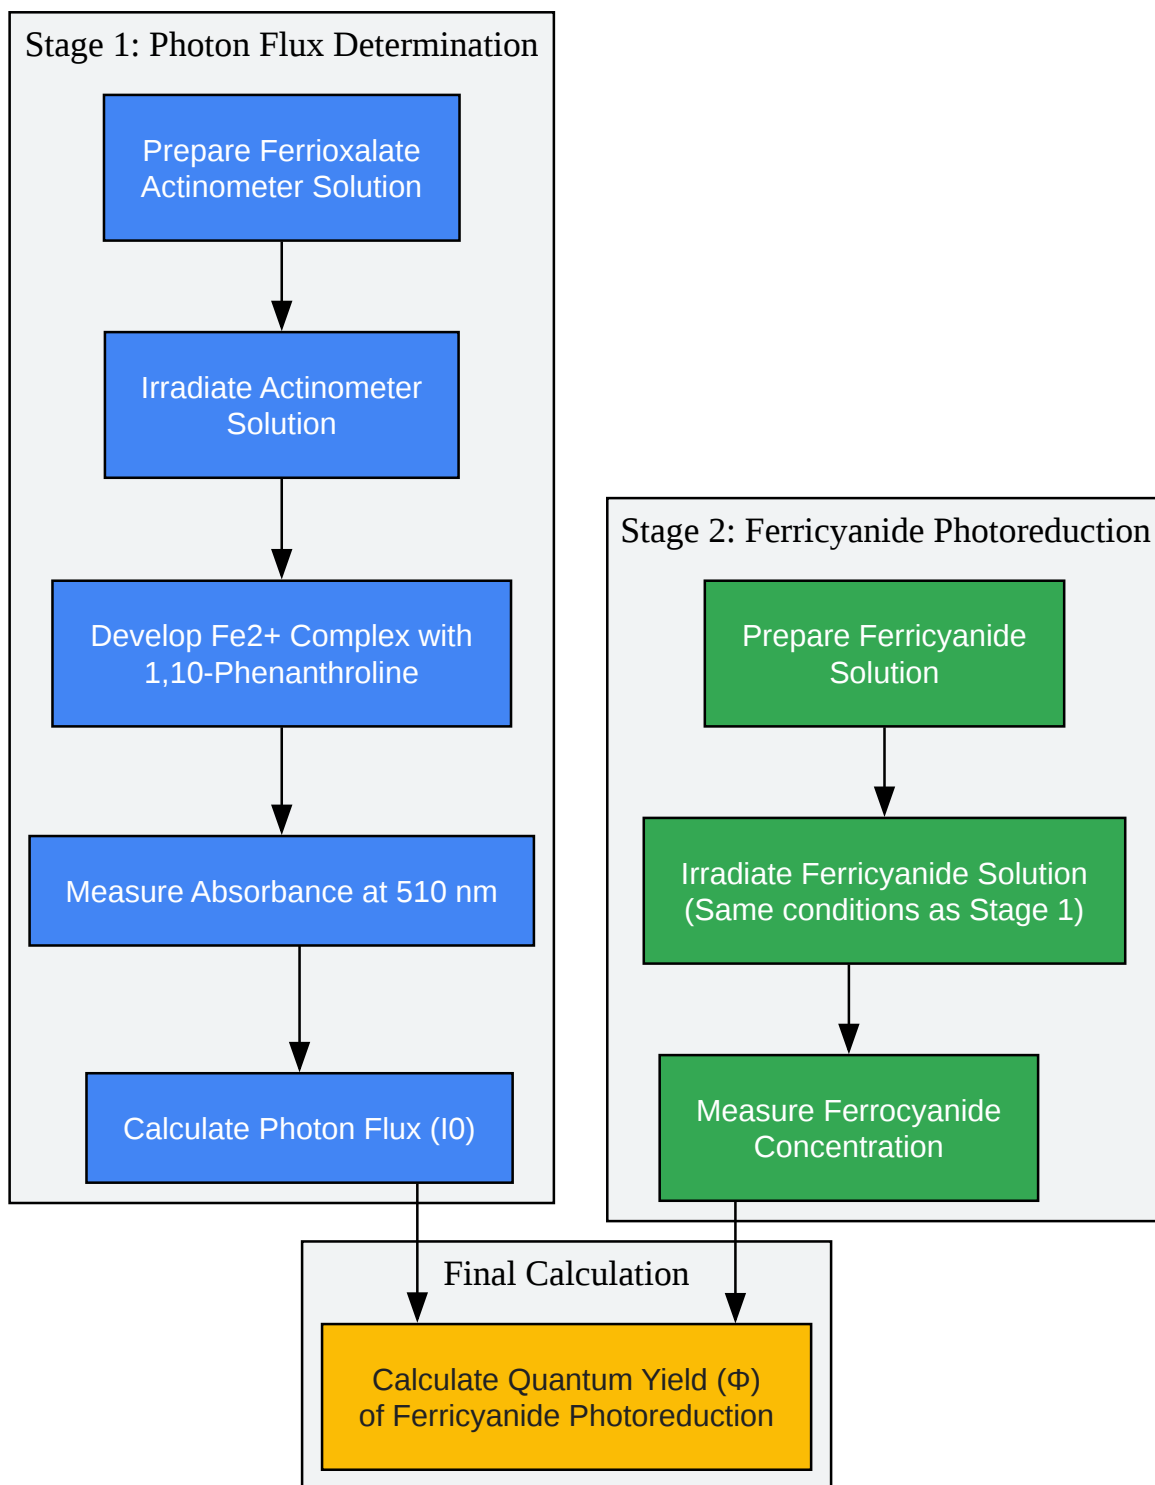 Stage 1: Photon Flux Determination
Prepare Ferrioxalate
Actinometer Solution
Irradiate Actinometer
Solution
Develop Fe2+ Complex with
1,10-Phenanthroline
Measure Absorbance at 510 nm
Calculate Photon Flux (I0)
Stage 2: Ferricyanide Photoreduction
Prepare Ferricyanide
Solution
Irradiate Ferricyanide Solution
(Same conditions as Stage 1)
Measure Ferrocyanide
Concentration
Final Calculation
Calculate Quantum Yield (Φ)
of Ferricyanide Photoreduction